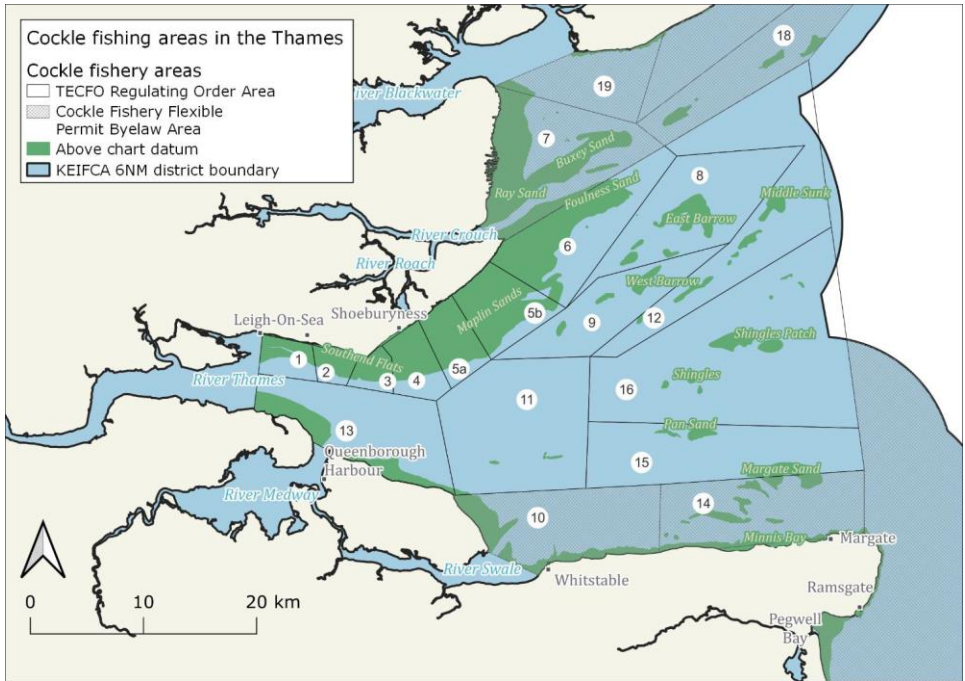 Cockle fishing areas in the Thames
Cockle fishery areas
TECFO Regulating Order Area
Cockle Fishery Flexible
Permit Byelaw Area
Above chart datum
KEIFCA 6NM district boundary
River Blackwater
18
19
7
Buxey Sand
Ray Sand
Foulness Sand
8
Middle Sunk
East Barrow
River Crouch
6
River Roach
West Barrow
Maplin Sands
Shoeburyness
5b
9
12
Leigh-On-Sea
Shingles Patch
Southend Flats
1
2
3
4
5a
River Thames
Shingles
16
11
13
Pan Sand
Queenborough
Harbour
15
Margate Sand
River Medway
14
10
Minnis Bay
Margate
River Swale
Whitstable
Ramsgate
Pegwell
Bay
0 10 20 km